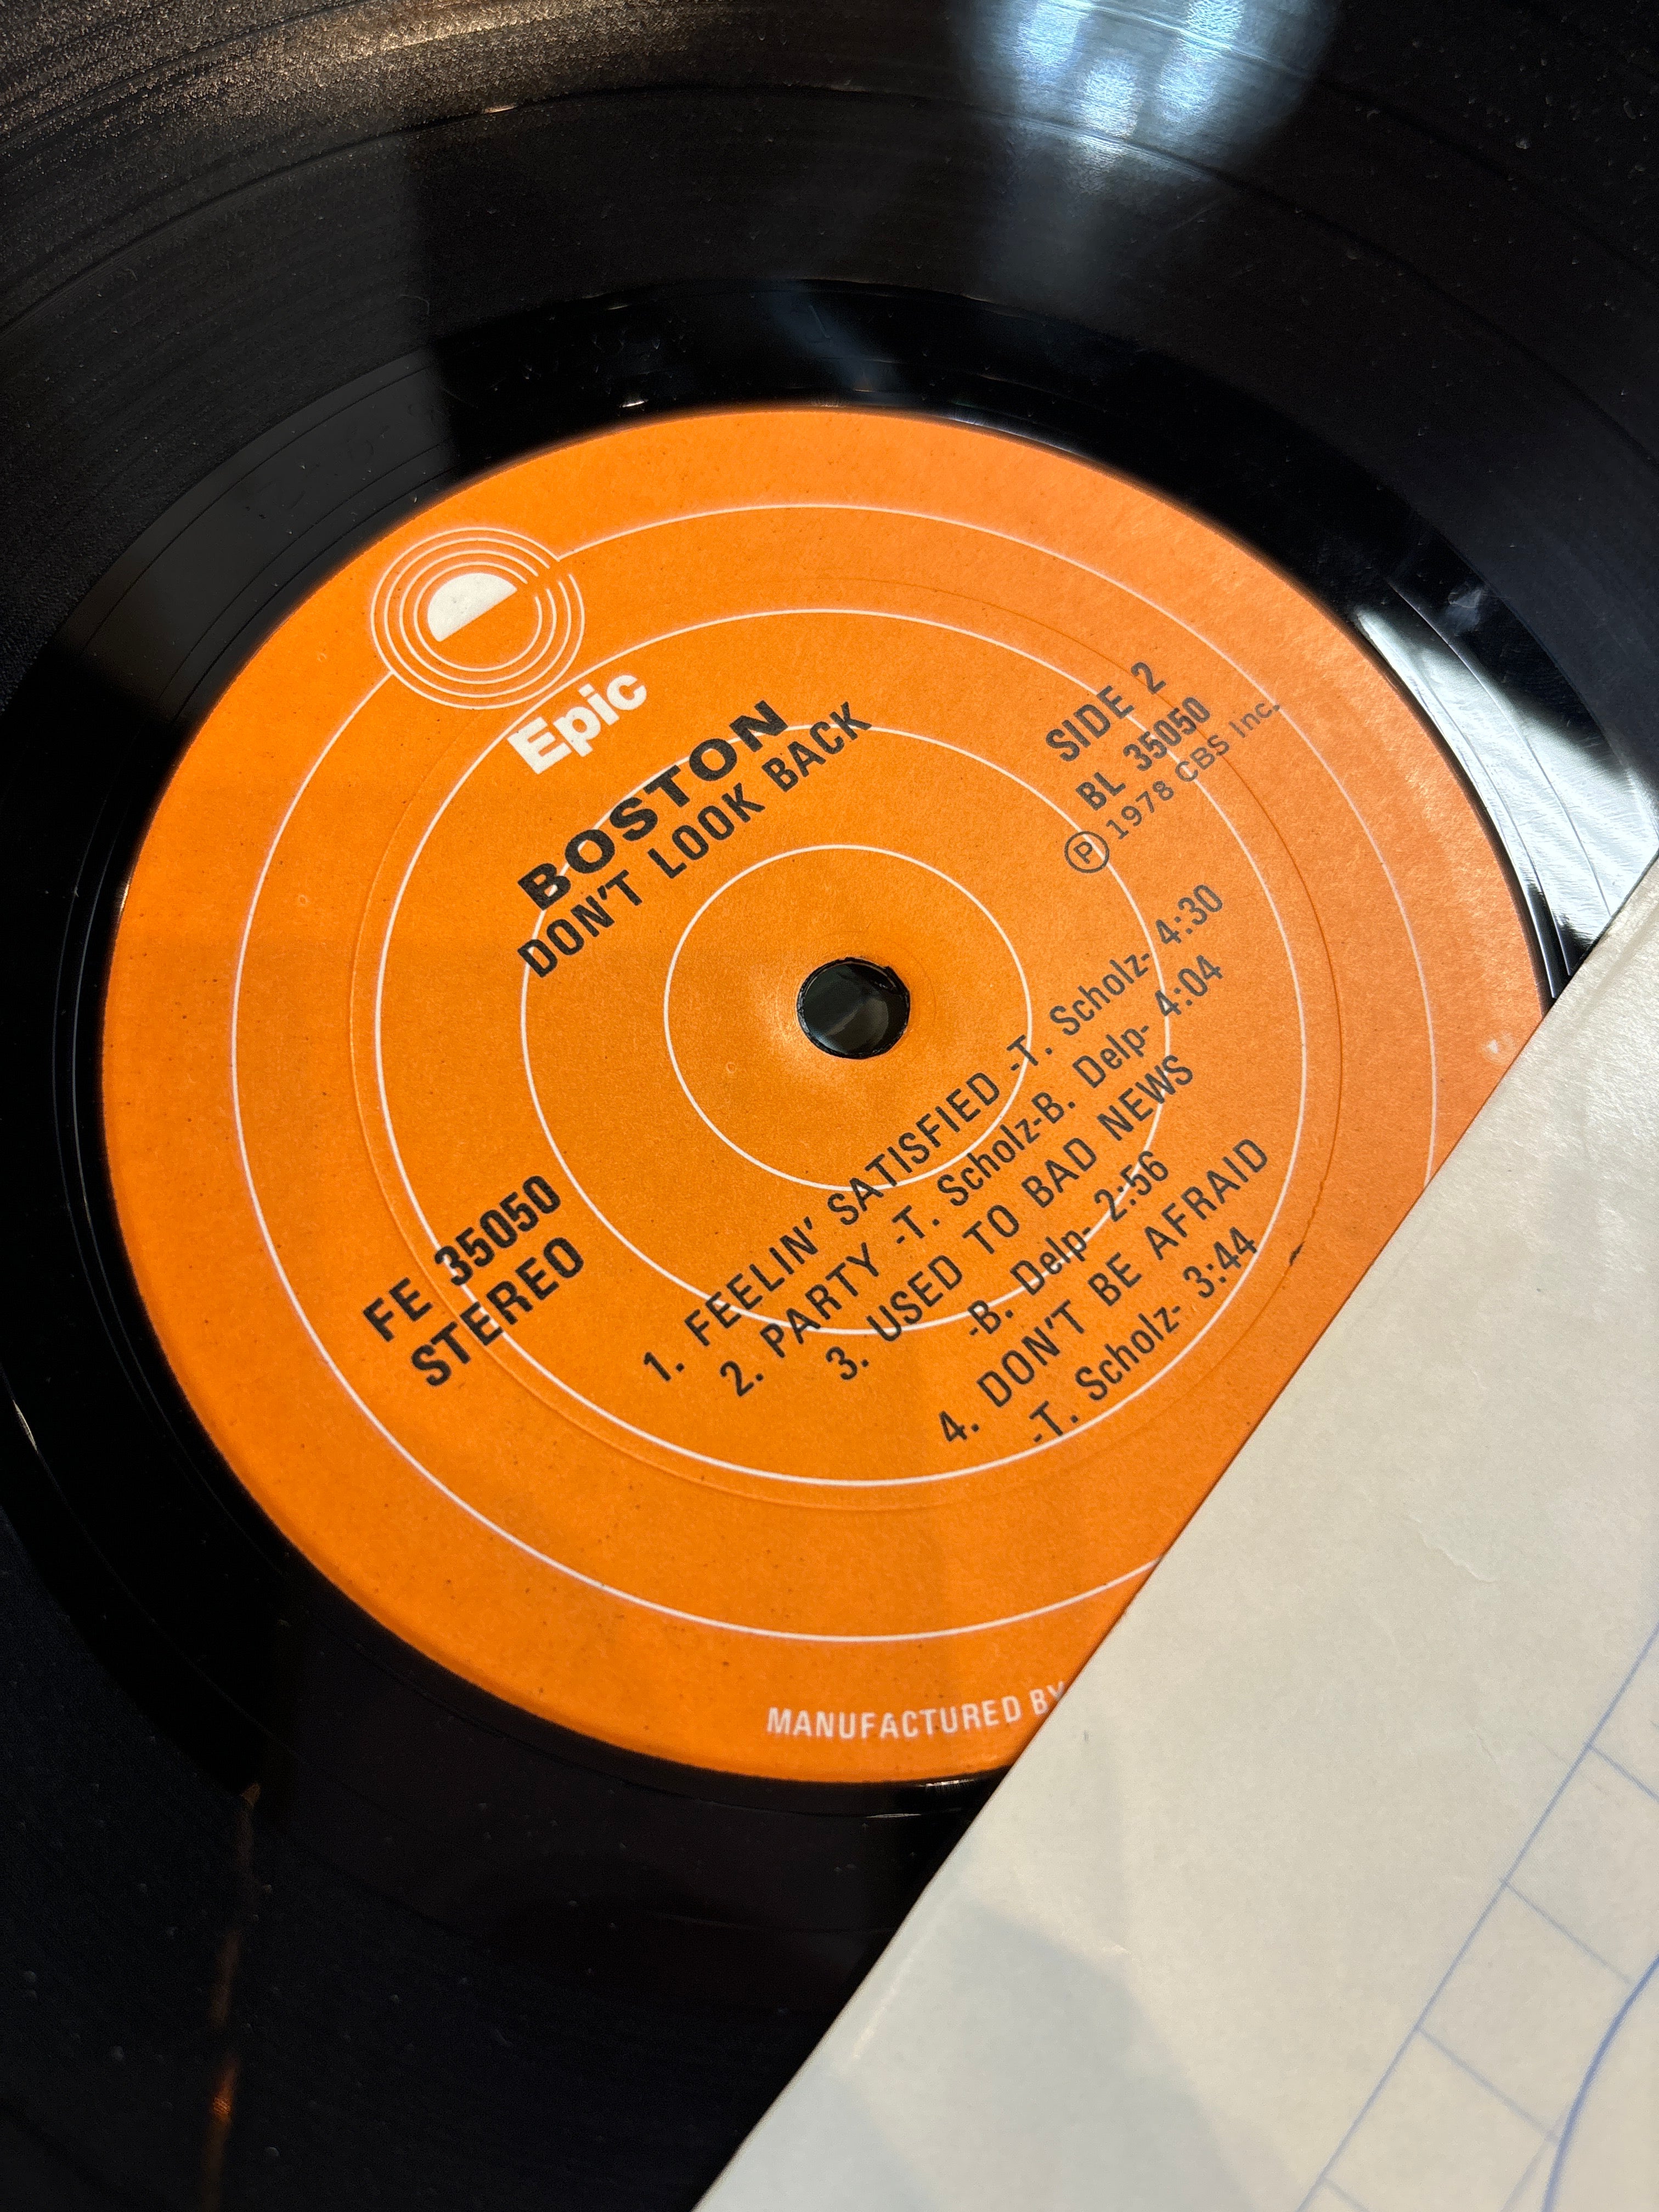 Epic
BOSTON
DON'T LOOK BACK
SIDE 2
BL 35050
Ⓟ 1978 CBS Inc.
FE 35050
STEREO
1. FEELIN' SATISFIED -T. Scholz- 4:30
2. PARTY -T. Scholz-B. Delp- 4:04
3. USED TO BAD NEWS
-B. Delp- 2:56
4. DON'T BE AFRAID
-T. Scholz- 3:44
MANUFACTURED BY